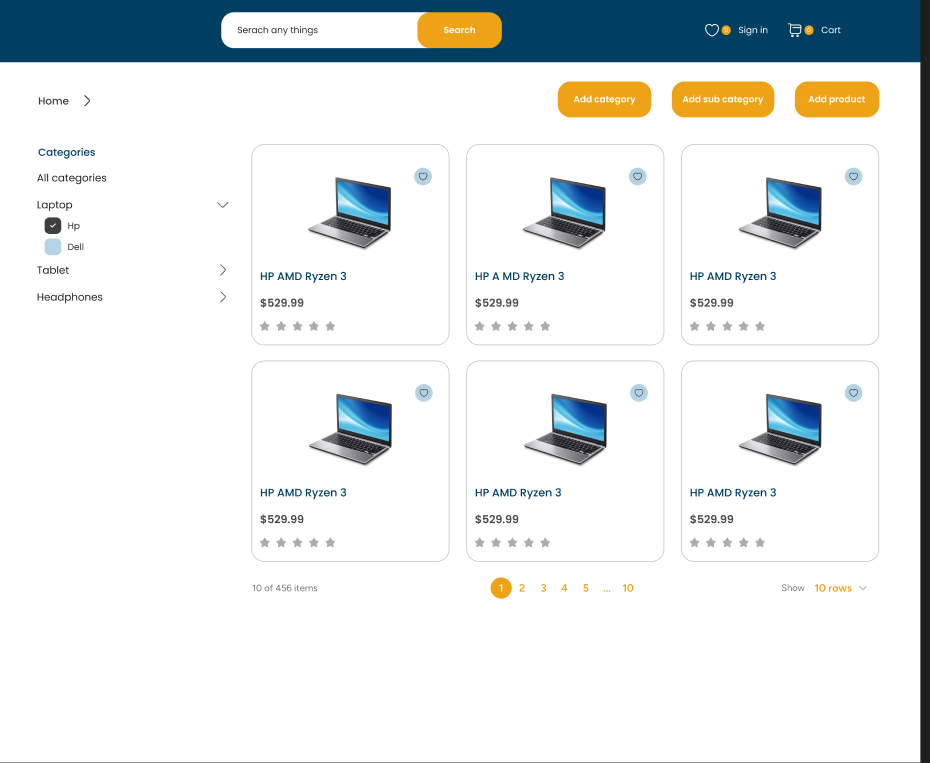 Serach any things
Search
0
Sign in
0
Cart
Home
Add category
Add sub category
Add product
Categories
All categories
Laptop
Hp
Dell
Tablet
Headphones
HP AMD Ryzen 3
$529.99
HP A MD Ryzen 3
$529.99
HP AMD Ryzen 3
$529.99
HP AMD Ryzen 3
$529.99
HP AMD Ryzen 3
$529.99
HP AMD Ryzen 3
$529.99
10 of 456 items
1 2 3 4 5 ... 10
Show 10 rows